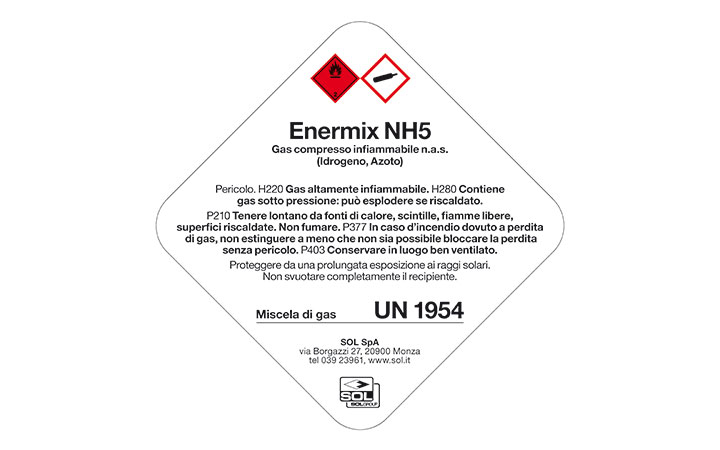 Enermix NH5
Gas compresso infiammabile n.a.s.
(Idrogeno, Azoto)
Pericolo. H220 Gas altamente infiammabile. H280 Contiene
gas sotto pressione: può esplodere se riscaldato.
P210 Tenere lontano da fonti di calore, scintille, fiamme libere,
superfici riscaldate. Non fumare. P377 In caso d'incendio dovuto a perdita
di gas, non estinguere a meno che non sia possibile bloccare la perdita
senza pericolo. P403 Conservare in luogo ben ventilato.
Proteggere da una prolungata esposizione ai raggi solari.
Non svuotare completamente il recipiente.
Miscela di gas UN 1954
SOL SpA
via Borgazzi 27, 20900 Monza
tel 039 23961, www.sol.it
SOL
SOLGROUP